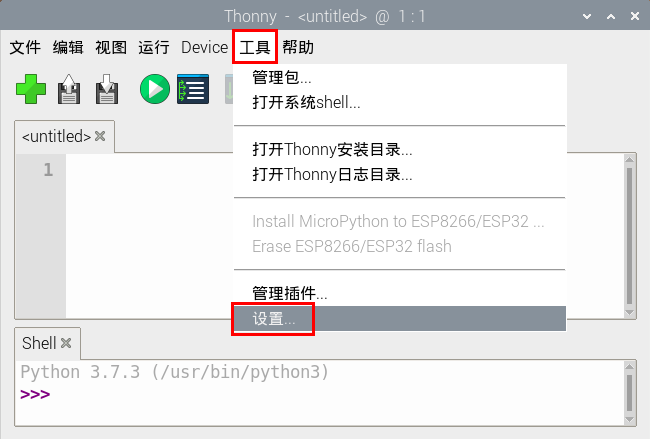 Thonny - <untitled> @ 1 : 1
文件 编辑 视图 运行 Device 工具 帮助
管理包...
打开系统shell...
<untitled>
打开Thonny安装目录...
1
打开Thonny日志目录...
Install MicroPython to ESP8266/ESP32 ...
Erase ESP8266/ESP32 flash
管理插件...
设置...
Shell
Python 3.7.3 (/usr/bin/python3)
>>>